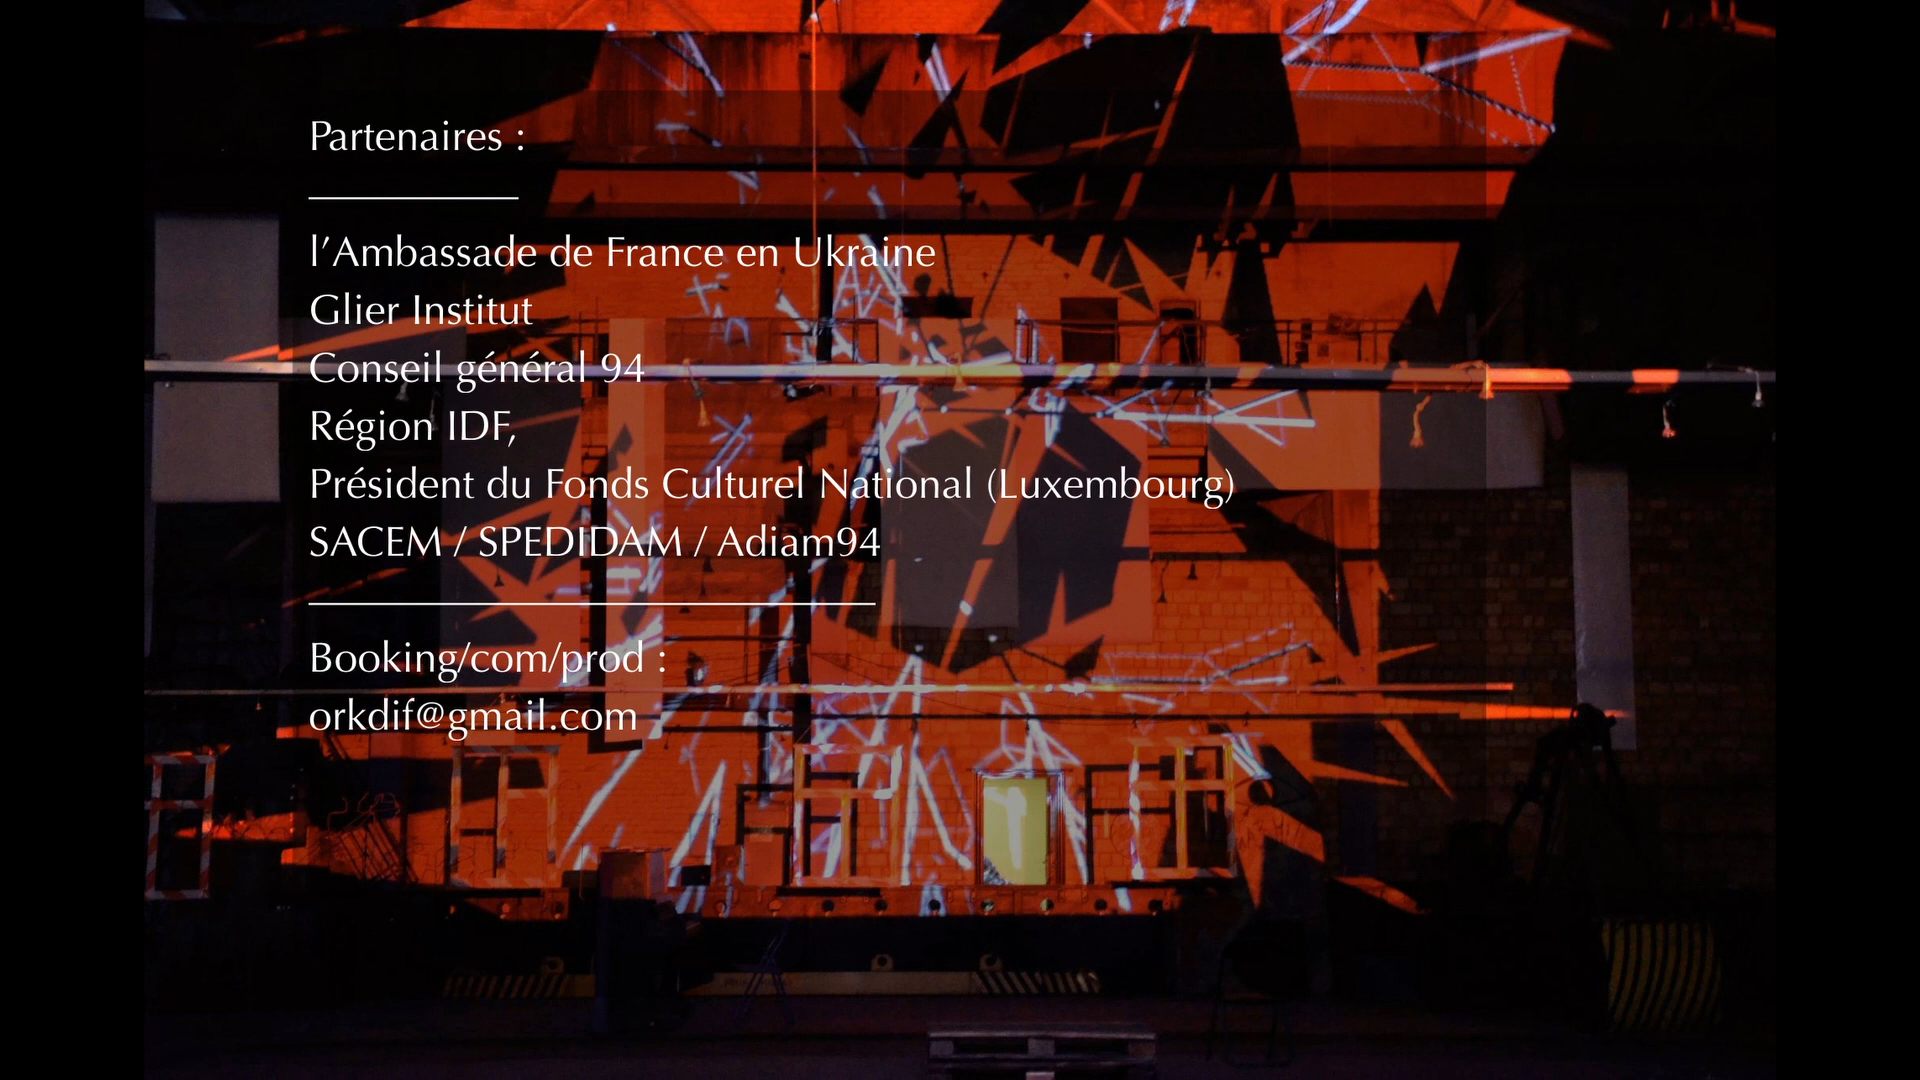 Partenaires :
l’Ambassade de France en Ukraine
Glier Institut
Conseil général 94
Région IDF,
Président du Fonds Culturel National (Luxembourg)
SACEM / SPEDIDAM / Adiam94
Booking/com/prod :
orkdif@gmail.com